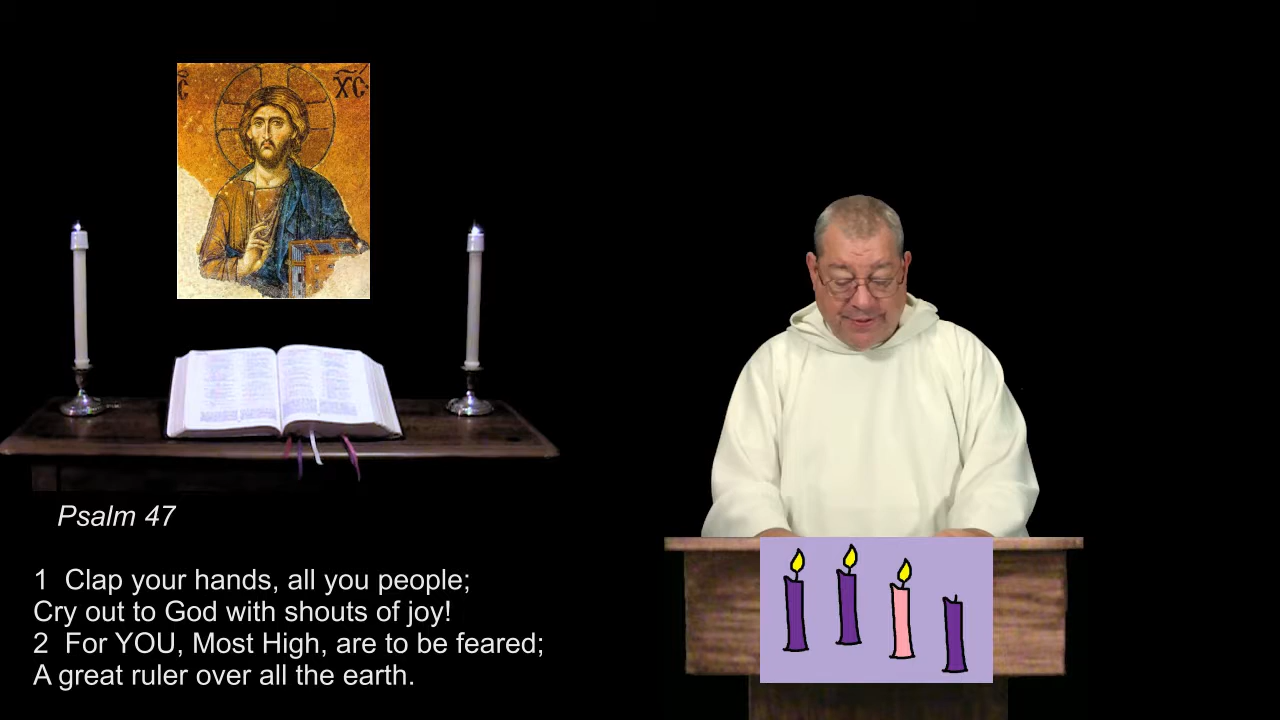 ΧC
Psalm 47
1 Clap your hands, all you people;
Cry out to God with shouts of joy!
2 For YOU, Most High, are to be feared;
A great ruler over all the earth.